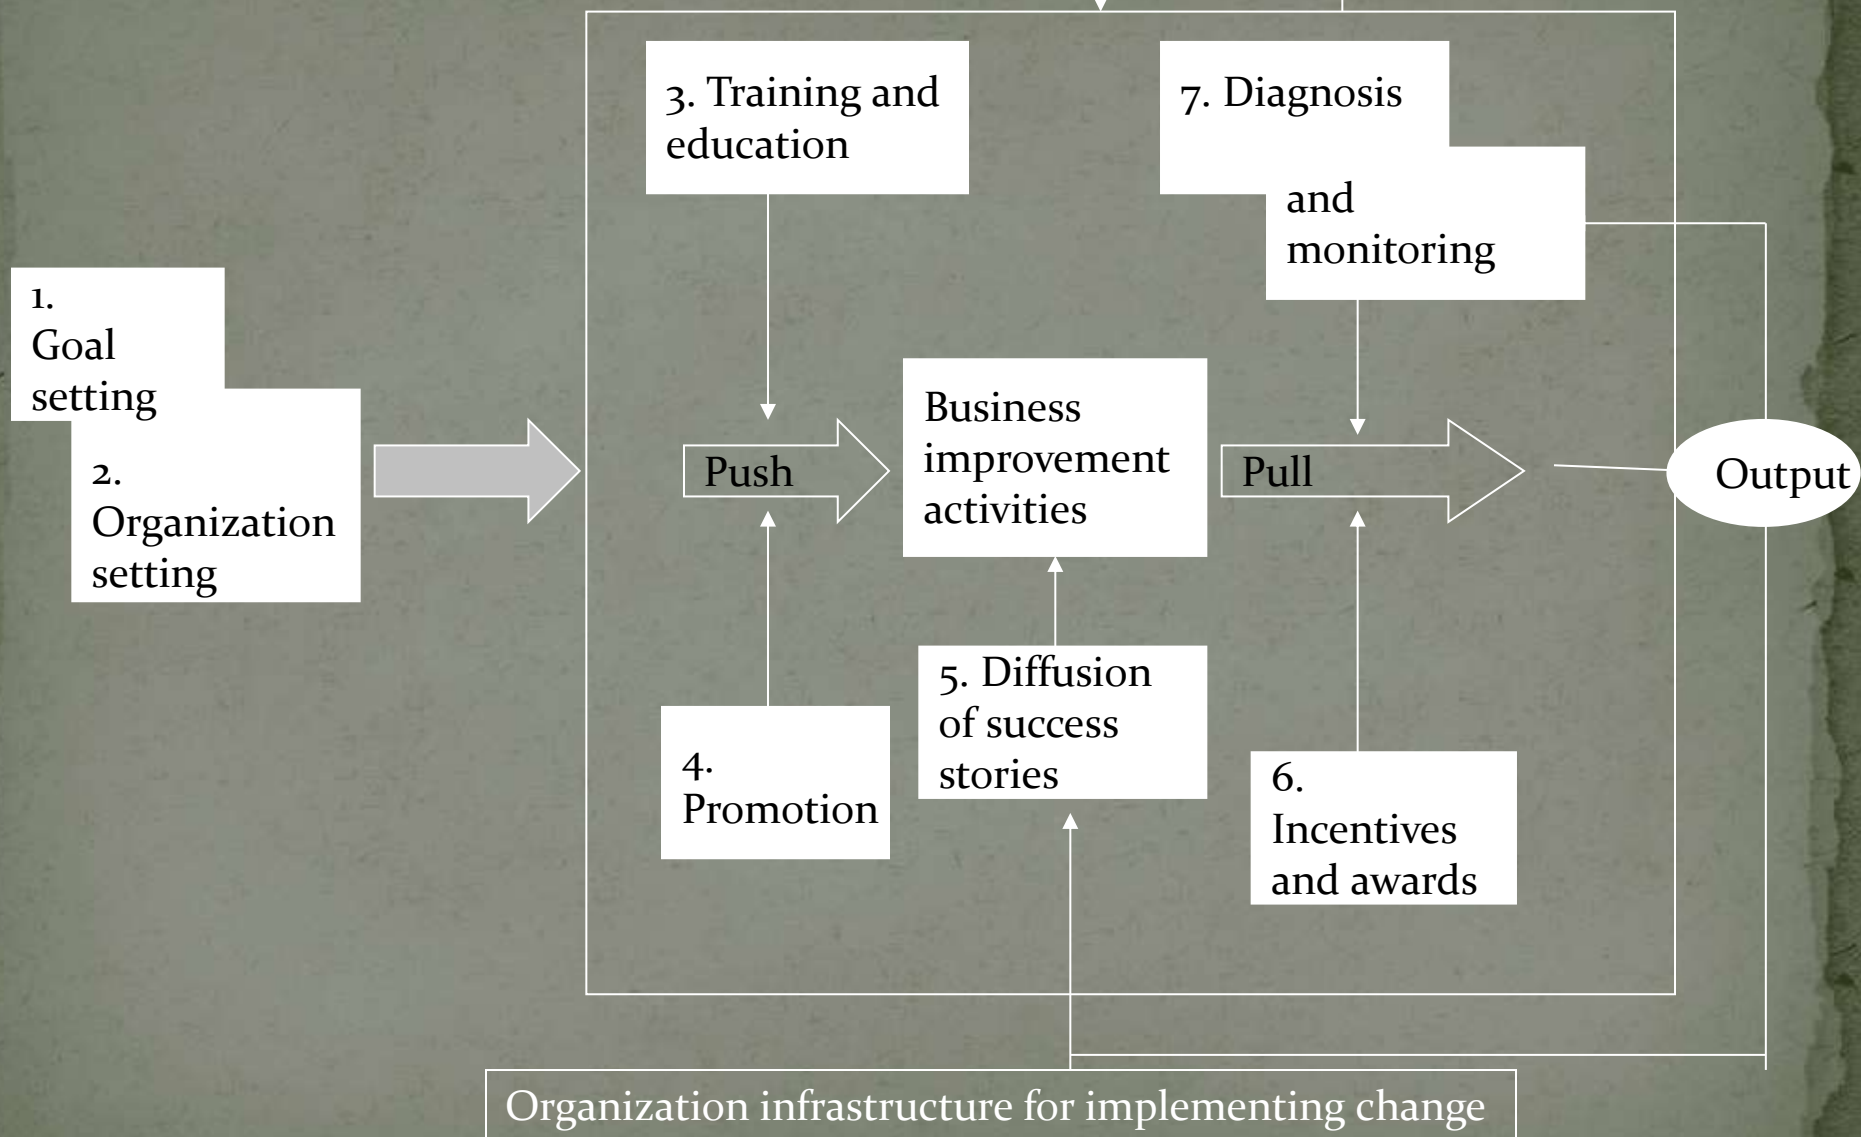 3. Training and
education
7. Diagnosis
and
monitoring
1.
Goal
setting
2.
Organization
setting
Push
Business
improvement
activities
Pull
Output
5. Diffusion
of success
stories
4.
Promotion
6.
Incentives
and awards
Organization infrastructure for implementing change